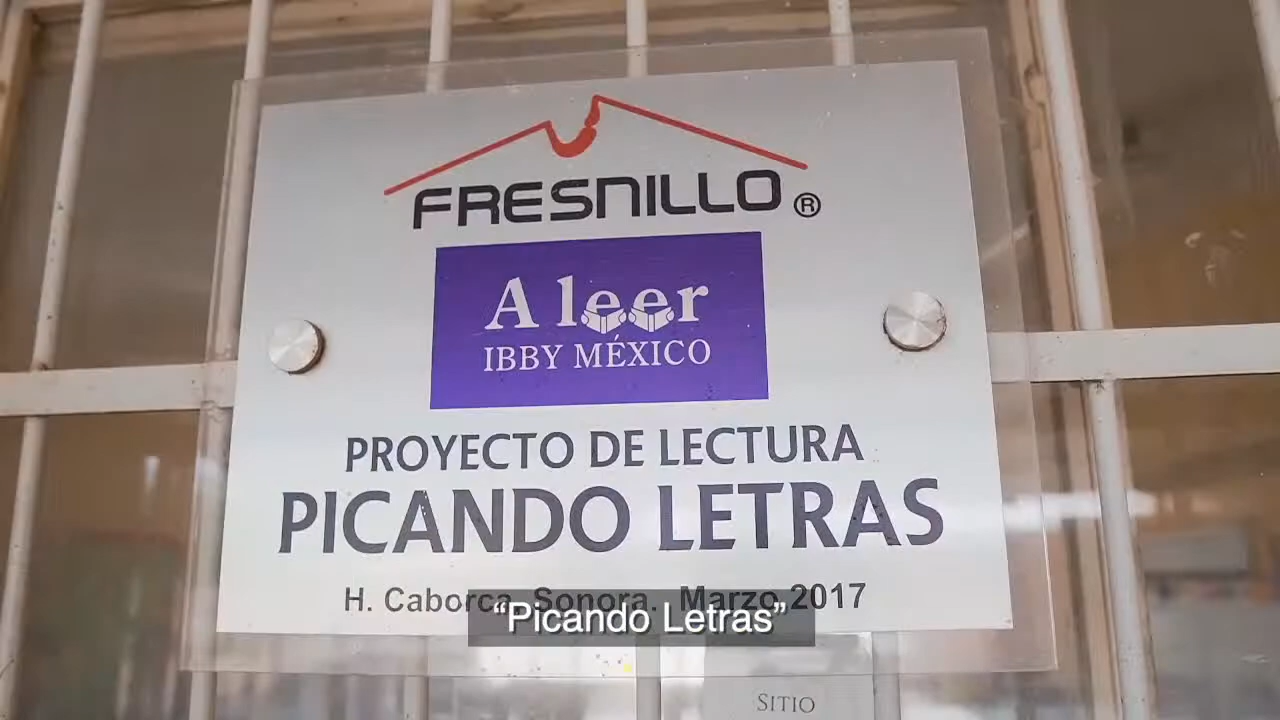 FRESNILLO ®
A leer
IBBY MÉXICO
PROYECTO DE LECTURA
PICANDO LETRAS
H. Caborca, Sonora. Marzo 2017
“Picando Letras”
SITIO